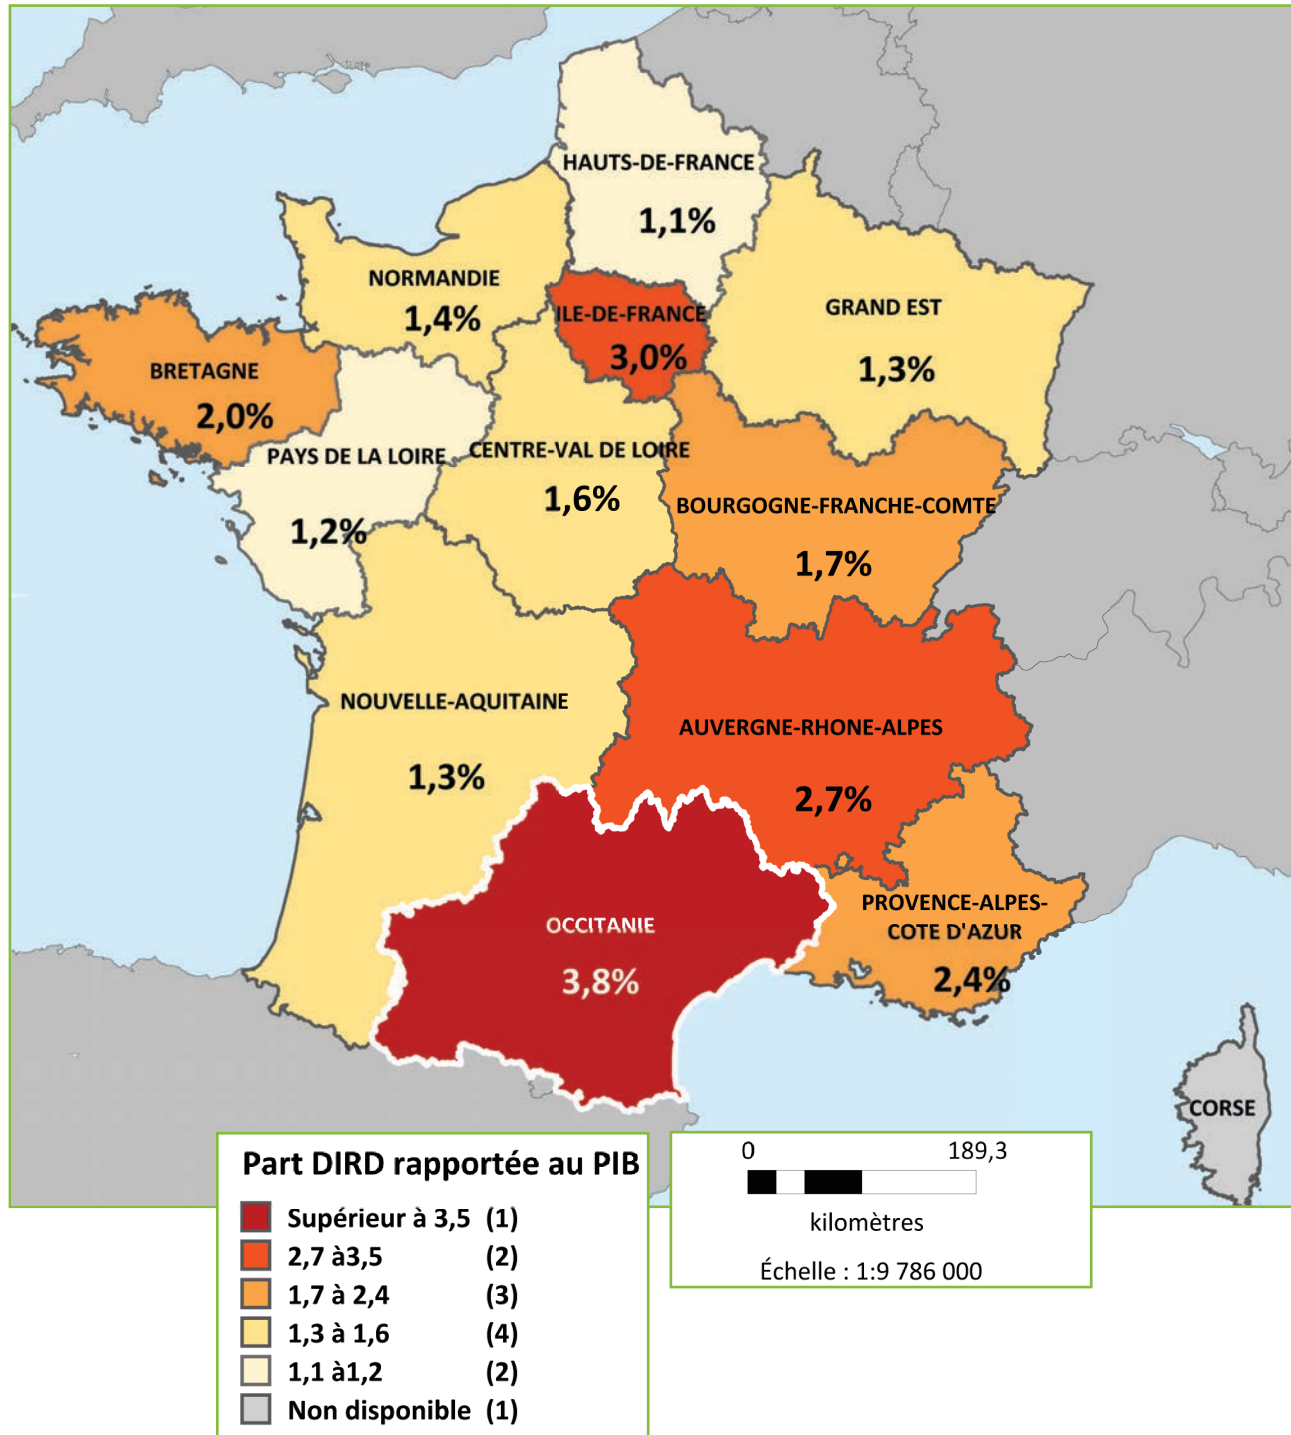 HAUTS-DE-FRANCE
1,1%
NORMANDIE
1,4%
ILE-DE-FRANCE
3,0%
GRAND EST
1,3%
BRETAGNE
2,0%
PAYS DE LA LOIRE
1,2%
CENTRE-VAL DE LOIRE
1,6%
BOURGOGNE-FRANCHE-COMTE
1,7%
NOUVELLE-AQUITAINE
1,3%
AUVERGNE-RHONE-ALPES
2,7%
OCCITANIE
3,8%
PROVENCE-ALPES-
COTE D'AZUR
2,4%
CORSE
Part DIRD rapportée au PIB
Supérieur à 3,5 (1)
2,7 à3,5 (2)
1,7 à 2,4 (3)
1,3 à 1,6 (4)
1,1 à1,2 (2)
Non disponible (1)
0 189,3
kilomètres
Échelle : 1:9 786 000